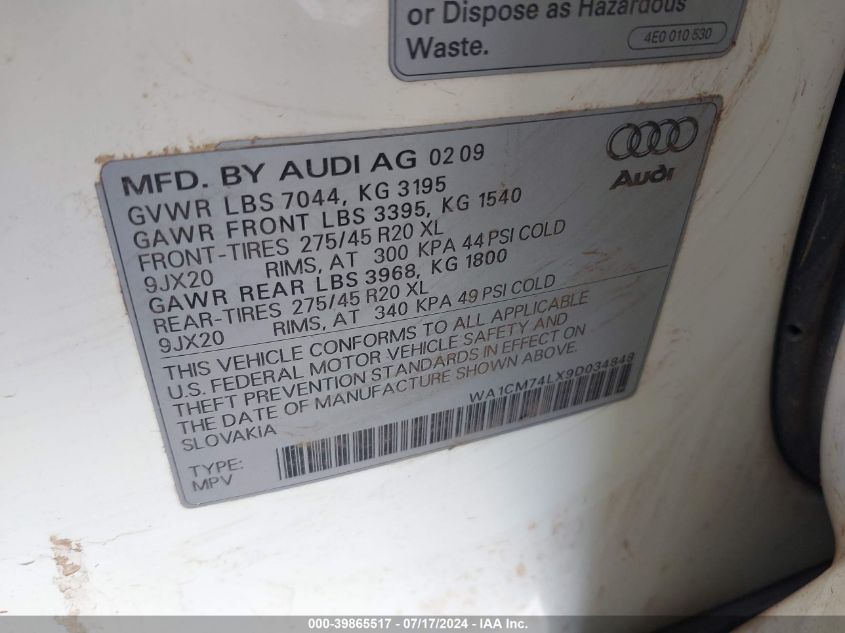 or Dispose as Hazardous
Waste.
4E0 010 530
MFD. BY AUDI AG 02 09
GVWR LBS 7044, KG 3195
GAWR FRONT LBS 3395, KG 1540
FRONT-TIRES 275/45 R20 XL
9JX20 RIMS, AT 300 KPA 44 PSI COLD
GAWR REAR LBS 3968, KG 1800
REAR-TIRES 275/45 R20 XL
9JX20 RIMS, AT 340 KPA 49 PSI COLD
Audi
THIS VEHICLE CONFORMS TO ALL APPLICABLE
U.S. FEDERAL MOTOR VEHICLE SAFETY AND
THEFT PREVENTION STANDARDS IN EFFECT ON
THE DATE OF MANUFACTURE SHOWN ABOVE.
SLOVAKIA
WA1CM74LX9D034848
TYPE:
MPV
000-39865517 - 07/17/2024 - IAA, Inc.